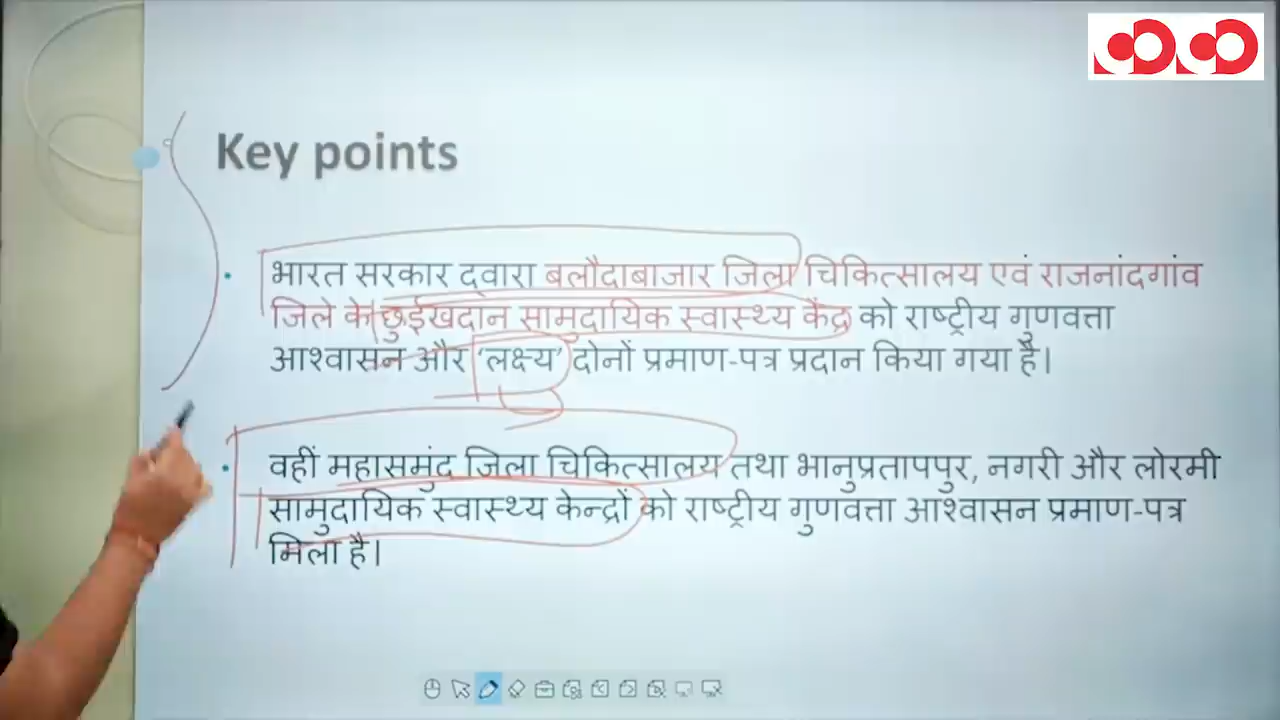 Key points
भारत सरकार द्वारा बलौदाबाजार जिला चिकित्सालय एवं राजनांदगांव
जिले के छुईखदान सामुदायिक स्वास्थ्य केंद्र को राष्ट्रीय गुणवत्ता
आश्वासन और 'लक्ष्य' दोनों प्रमाण-पत्र प्रदान किया गया है।
वहीं महासमुंद जिला चिकित्सालय तथा भानुप्रतापपुर, नगरी और लोरमी
सामुदायिक स्वास्थ्य केन्द्रों को राष्ट्रीय गुणवत्ता आश्वासन प्रमाण-पत्र
मिला है।